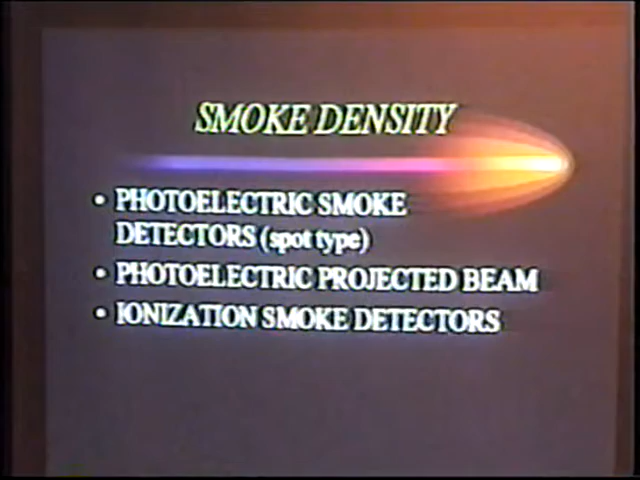 SMOKE DENSITY
• PHOTOELECTRIC SMOKE
DETECTORS (spot type)
• PHOTOELECTRIC PROJECTED BEAM
• IONIZATION SMOKE DETECTORS